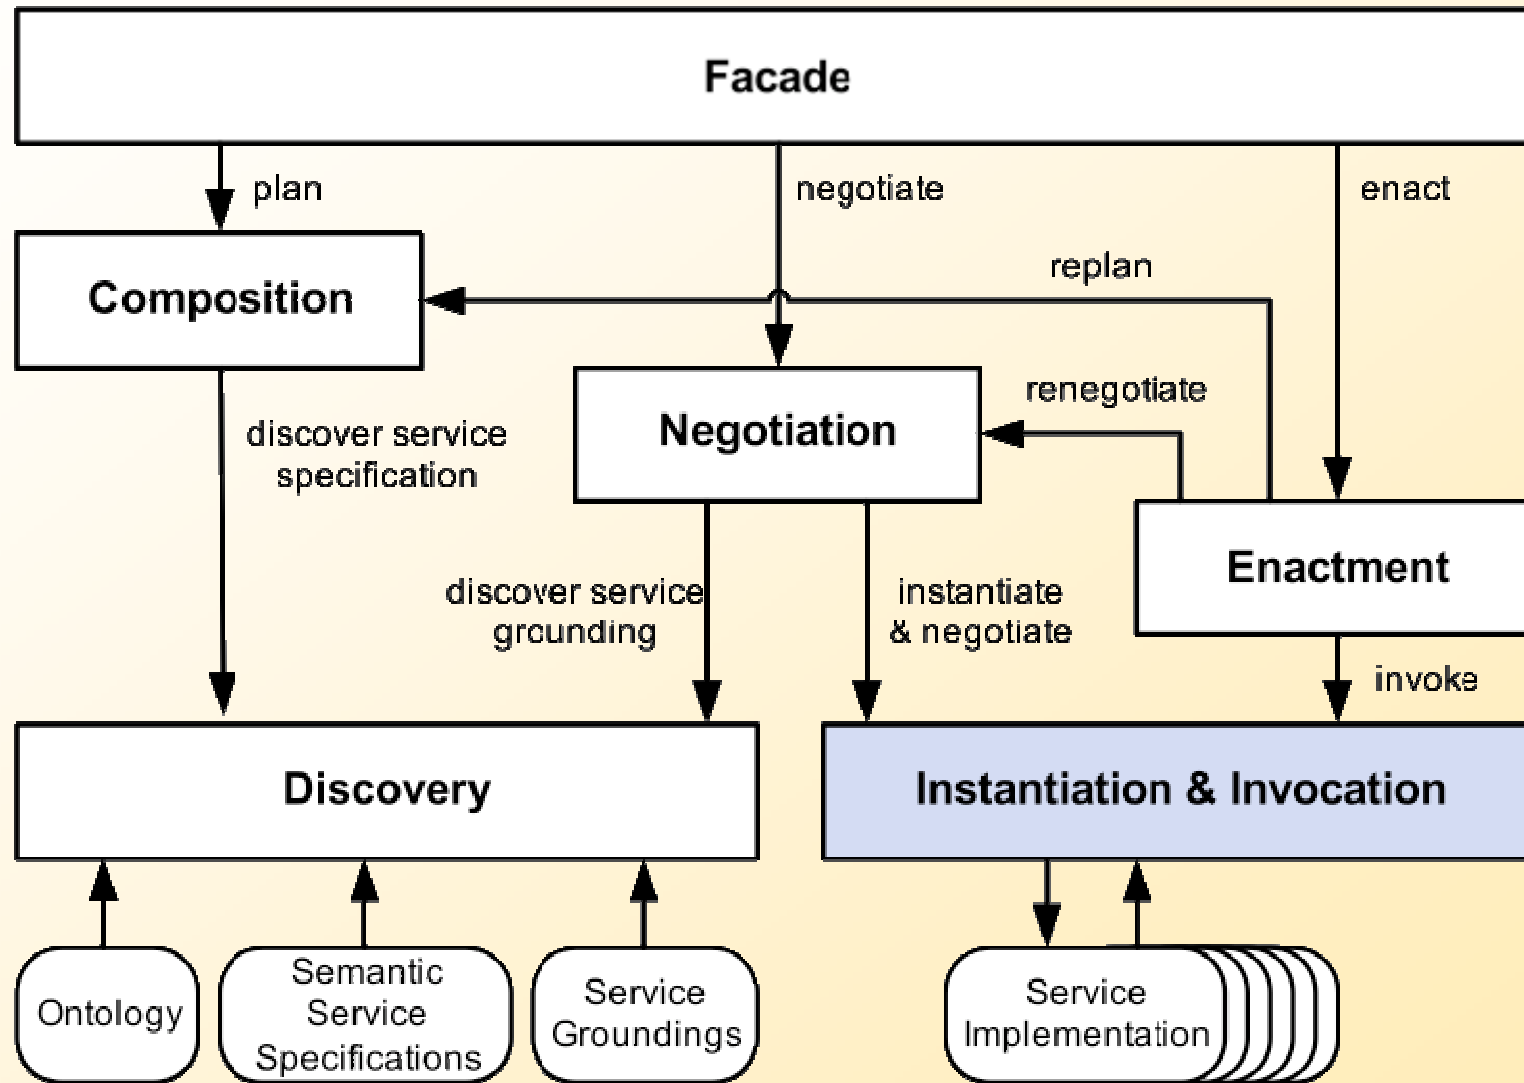 Facade
plan
negotiate
enact
replan
Composition
renegotiate
Negotiation
discover service
specification
Enactment
discover service
grounding
instantiate
& negotiate
invoke
Discovery
Instantiation & Invocation
Ontology
Semantic
Service
Specifications
Service
Groundings
Service
Implementation